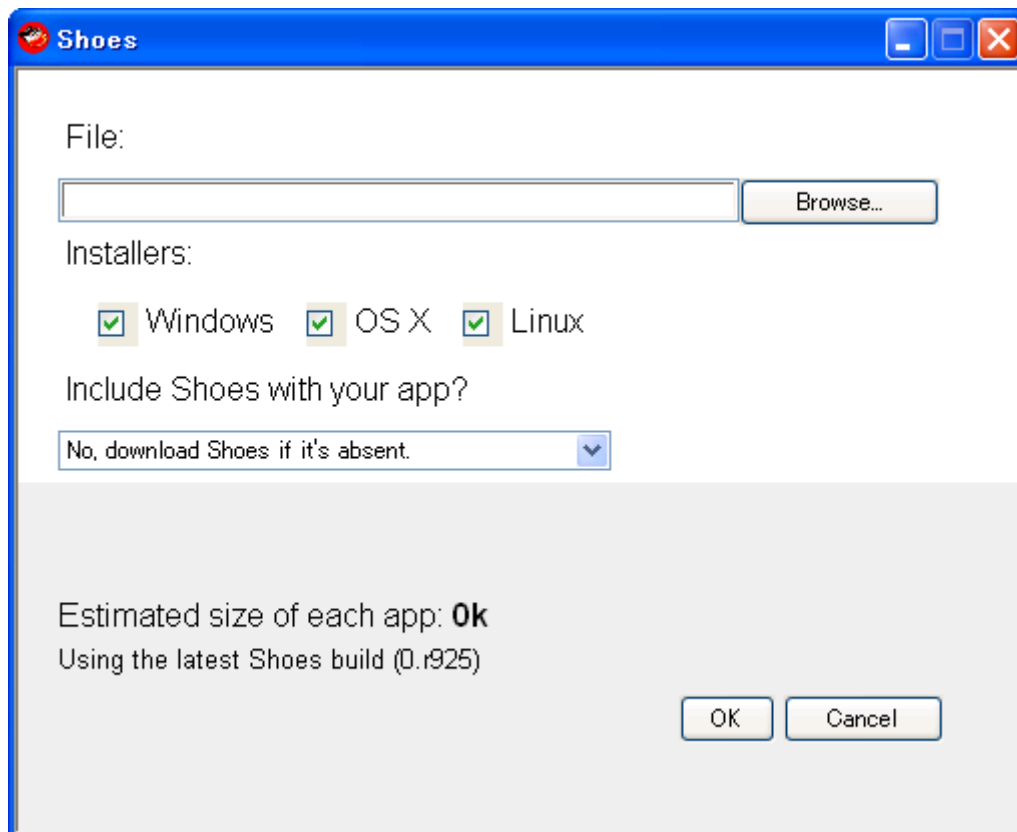 Shoes
File:
Browse...
Installers:
Windows OS X Linux
Include Shoes with your app?
No, download Shoes if it's absent.
Estimated size of each app: 0k
Using the latest Shoes build (0.r925)
OK Cancel